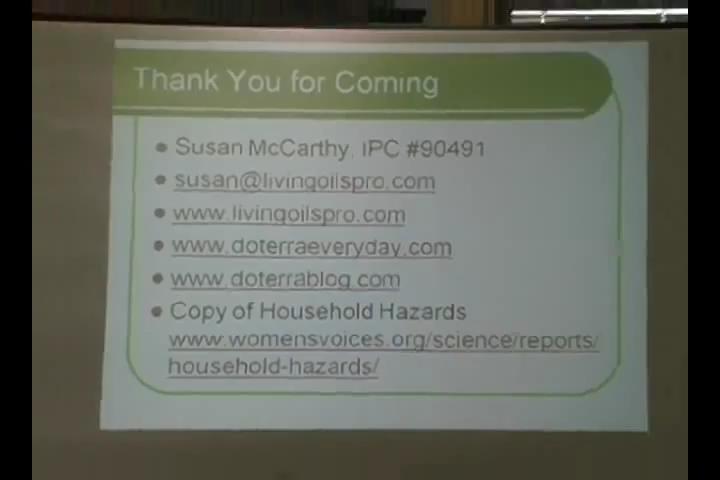 Thank You for Coming
• Susan McCarthy, IPC #90491
• susan@livingoilspro.com
• www.livingoilspro.com
• www.doterraeveryday.com
• www.doterrablog.com
• Copy of Household Hazards
www.womensvoices.org/science/reports/
household-hazards/